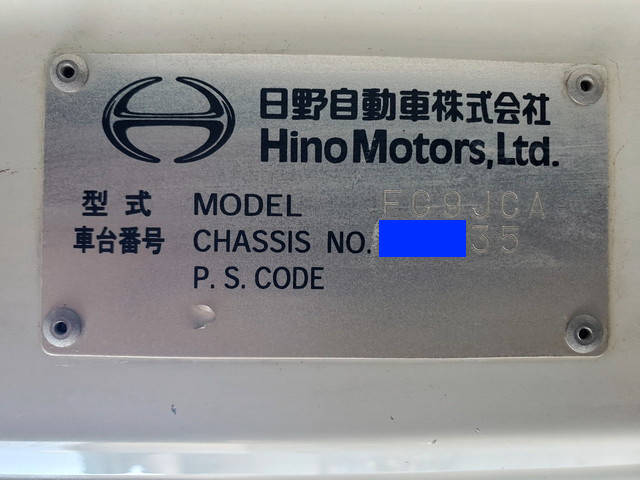 日野自動車株式会社
Hino Motors,Ltd.
型式 MODEL FC9JCA
車台番号 CHASSIS NO. 35
P.S.CODE